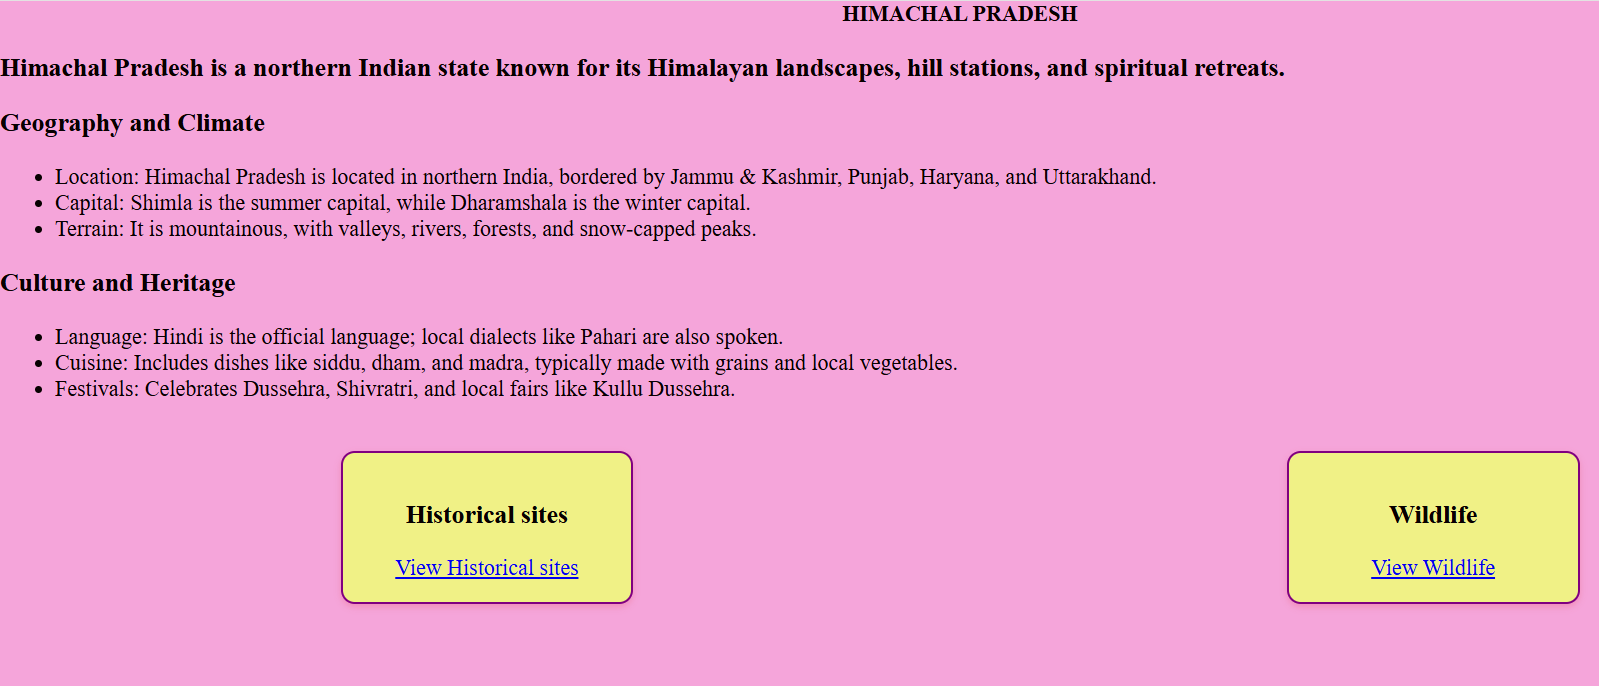 HIMACHAL PRADESH
Himachal Pradesh is a northern Indian state known for its Himalayan landscapes, hill stations, and spiritual retreats.
Geography and Climate
• Location: Himachal Pradesh is located in northern India, bordered by Jammu & Kashmir, Punjab, Haryana, and Uttarakhand.
• Capital: Shimla is the summer capital, while Dharamshala is the winter capital.
• Terrain: It is mountainous, with valleys, rivers, forests, and snow-capped peaks.
Culture and Heritage
• Language: Hindi is the official language; local dialects like Pahari are also spoken.
• Cuisine: Includes dishes like siddu, dham, and madra, typically made with grains and local vegetables.
• Festivals: Celebrates Dussehra, Shivratri, and local fairs like Kullu Dussehra.
Historical sites
View Historical sites
Wildlife
View Wildlife